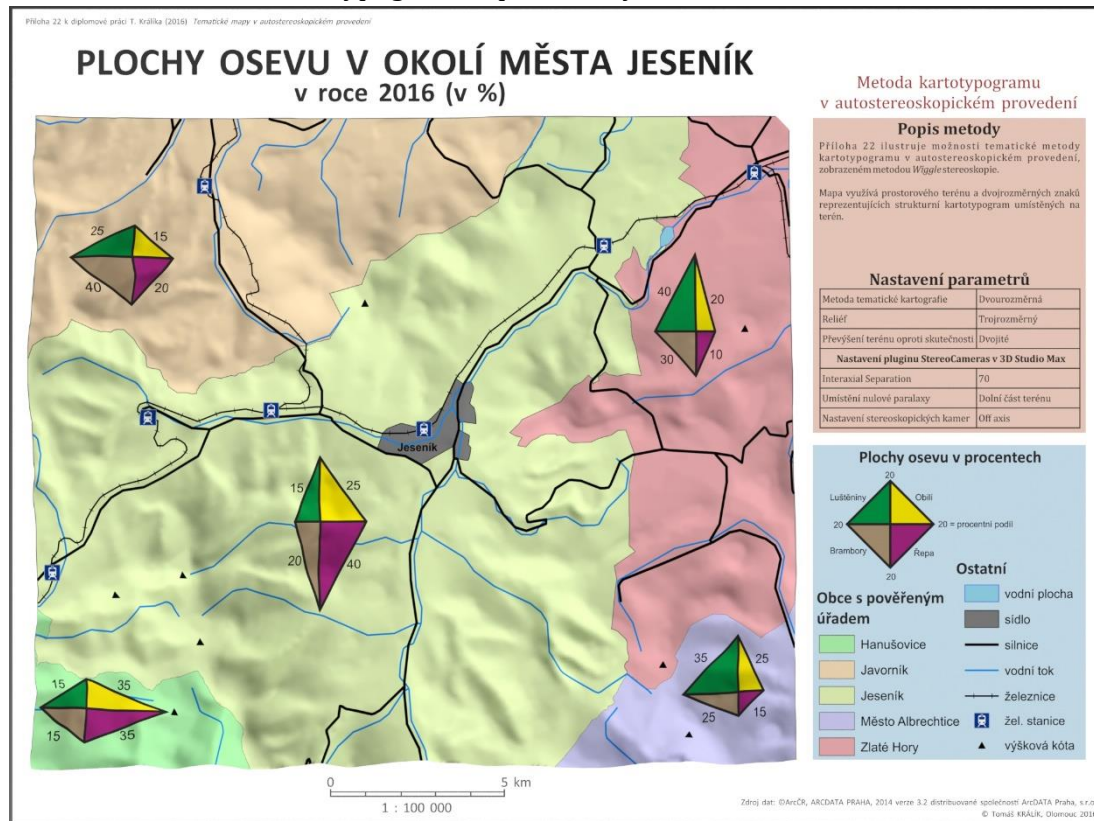 Příloha 22 k diplomové práci T. Králíka (2016) Tematické mapy v autostereoskopickém provedení
PLOCHY OSEVU V OKOLÍ MĚSTA JESENÍK
v roce 2016 (v %)
25
15
40
20
40
20
30
10
Jeseník
15
25
20
40
15
35
15
35
35
25
25
15
0
5 km
1 : 100 000
Metoda kartotypogramu
v autostereoskopickém provedení
Popis metody
Příloha 22 ilustruje možnosti tematické metody
kartotypogramu v autostereoskopickém provedení,
zobrazeném metodou Wiggle stereoskopie.
Mapa využívá prostorového terénu a dvojrozměrných znaků
reprezentujících strukturní kartotypogram umístěných na
terén.
Nastavení parametrů
Metoda tematické kartografie Dvourozměrná
Reliéf Trojrozměrný
Převýšení terénu oproti skutečnosti Dvojité
Nastavení pluginu StereoCameras v 3D Studio Max
Interaxial Separation 70
Umístění nulové paralaxy Dolní část terénu
Nastavení stereoskopických kamer Off axis
Plochy osevu v procentech
20
Luštěniny Obilí
20 20 = procentní podíl
Brambory Řepa
20
Obce s pověřeným
úřadem
Hanušovice
Javorník
Jeseník
Město Albrechtice
Zlaté Hory
Ostatní
vodní plocha
sídlo
silnice
vodní tok
železnice
žel. stanice
výšková kóta
Zdroj dat: ©ArcČR, ARCDATA PRAHA, 2014 verze 3.2 distribuované společností ArcDATA Praha, s.r.o
© Tomáš KRÁLÍK, Olomouc 2016